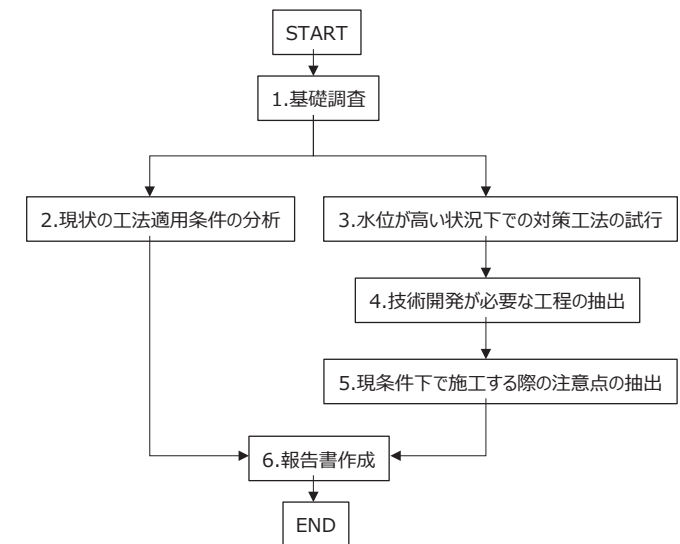 START
1.基礎調査
2.現状の工法適用条件の分析
3.水位が高い状況下での対策工法の試行
4.技術開発が必要な工程の抽出
5.現条件下で施工する際の注意点の抽出
6.報告書作成
END